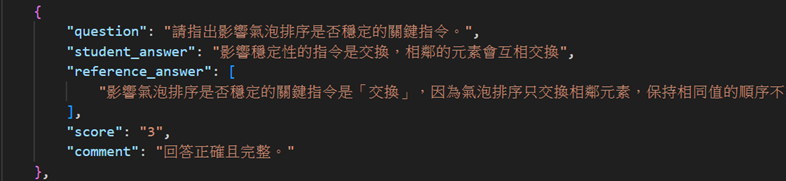 {
"question": "請指出影響氣泡排序是否穩定的關鍵指令。",
"student_answer": "影響穩定性的指令是交換，相鄰的元素會互相交換",
"reference_answer": [
"影響氣泡排序是否穩定的關鍵指令是「交換」，因為氣泡排序只交換相鄰元素，保持相同值的順序不
],
"score": "3",
"comment": "回答正確且完整。"
},